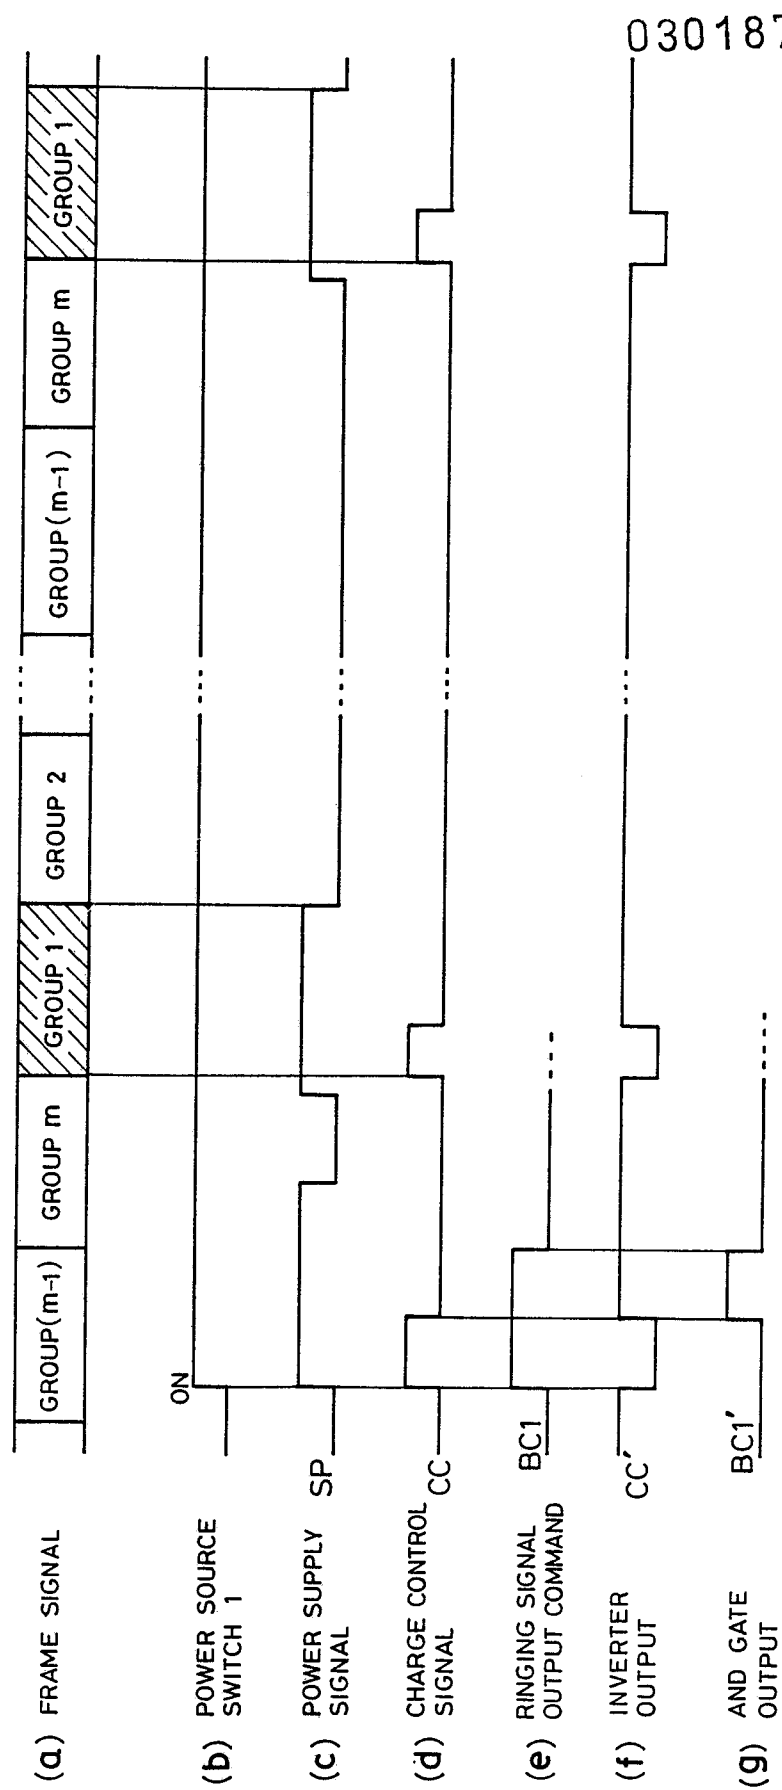 030187
(a) FRAME SIGNAL
GROUP(m-1)
GROUP m
GROUP 1
GROUP 2
GROUP(m-1)
GROUP m
GROUP 1
(b) POWER SOURCE
SWITCH 1
ON
(c) POWER SUPPLY
SIGNAL
SP
(d) CHARGE CONTROL
SIGNAL
CC
(e) RINGING SIGNAL
OUTPUT COMMAND
BC1
(f) INVERTER
OUTPUT
CC'
(g) AND GATE
OUTPUT
BC1'